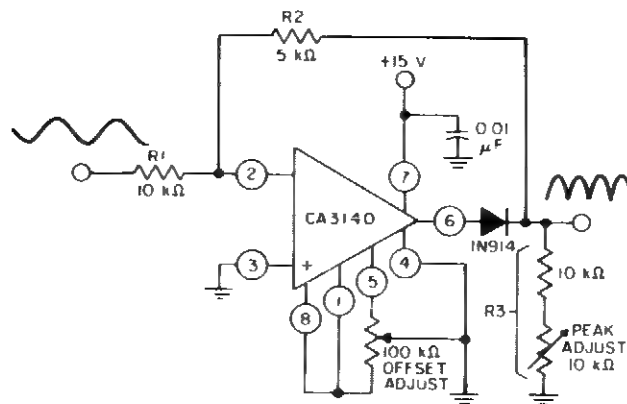 R2
5 kΩ
+15 V
0.01
μF
R1
10 kΩ
2
7
CA3140
6
1N914
3
+
4
5
1
8
100 kΩ
OFFSET
ADJUST
10 kΩ
R3
PEAK
ADJUST
10 kΩ